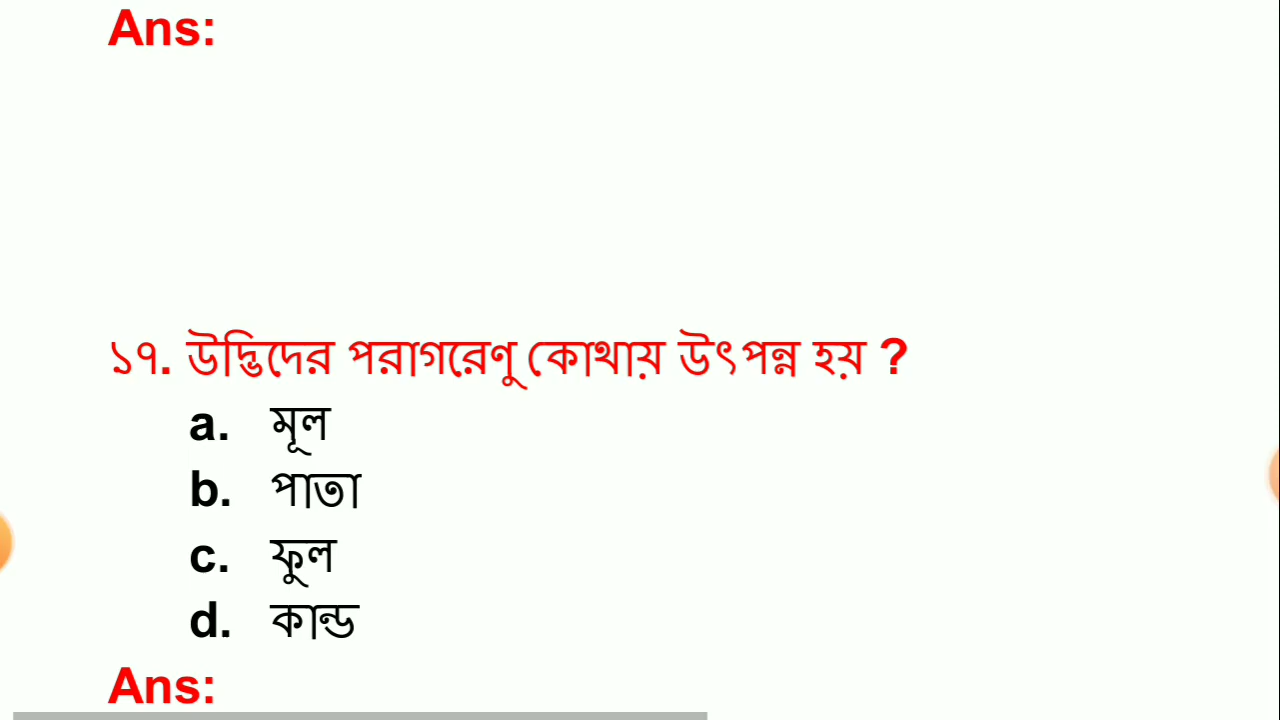 Ans:
১৭. উদ্ভিদের পরাগরেণু কোথায় উৎপন্ন হয় ?
a. মূল
b. পাতা
c. ফুল
d. কান্ড
Ans: